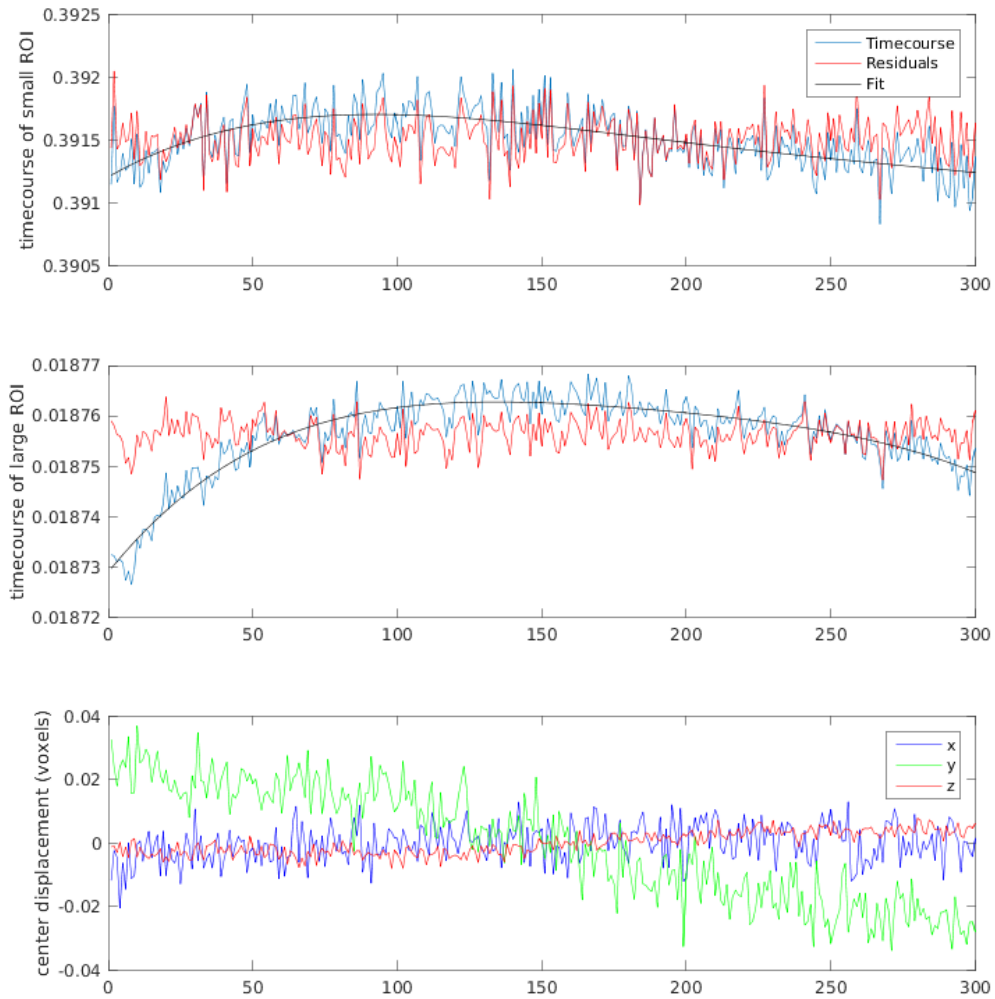 timecourse of small ROI
0.3925
0.392
0.3915
0.391
0.3905
Timecourse
Residuals
Fit
0 50 100 150 200 250 300
timecourse of large ROI
0.01877
0.01876
0.01875
0.01874
0.01873
0.01872
0 50 100 150 200 250 300
center displacement (voxels)
0.04
0.02
0
-0.02
-0.04
x
y
z
0 50 100 150 200 250 300